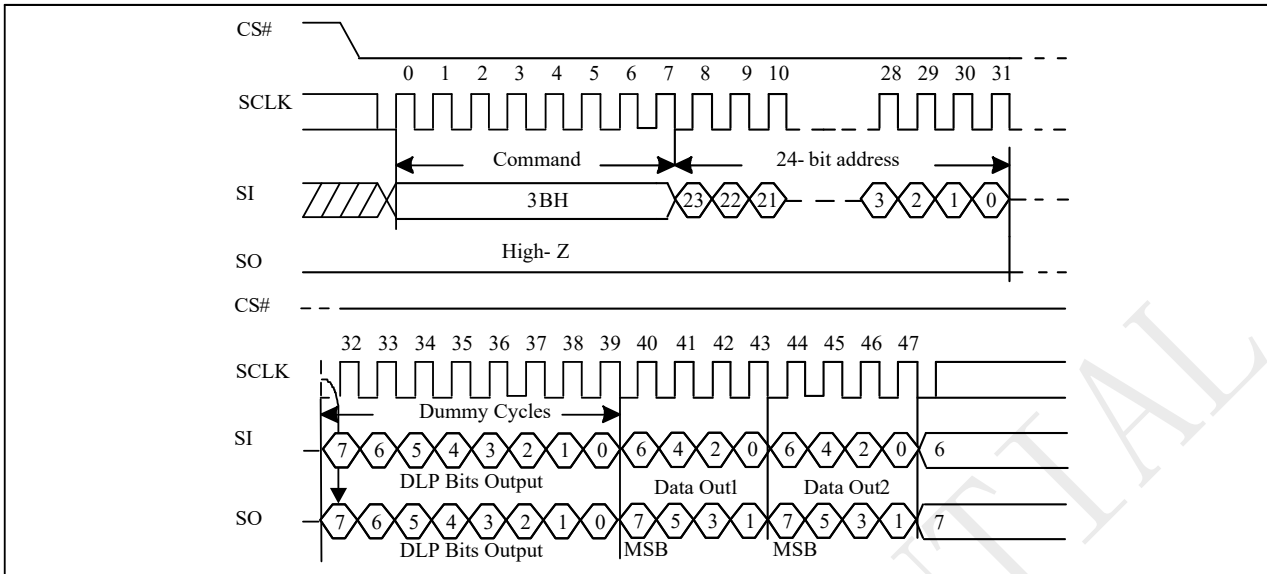 CS#
0 1 2 3 4 5 6 7 8 9 10 28 29 30 31
SCLK
Command 24- bit address
SI 3BH 23 22 21 3 2 1 0
High- Z
SO
CS#
32 33 34 35 36 37 38 39 40 41 42 43 44 45 46 47
SCLK
Dummy Cycles
SI 7 6 5 4 3 2 1 0 6 4 2 0 6 4 2 0 6
DLP Bits Output Data Out1 Data Out2
SO 7 6 5 4 3 2 1 0 7 5 3 1 7 5 3 1 7
DLP Bits Output MSB MSB
TIAL